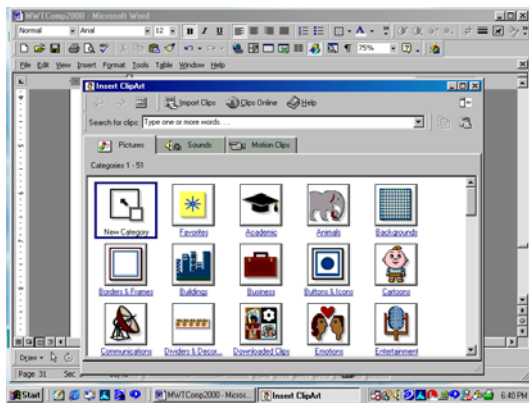 MWTComp2000 - Microsoft Word
Normal Arial 12 B I U A
75%
File Edit View Insert Format Tools Table Window Help
Insert ClipArt
Import Clips Clips Online Help
Search for clips: Type one or more words. . .
Pictures Sounds Motion Clips
Categories 1 - 51
New Category Favorites Academic Animals Backgrounds
Borders & Frames Buildings Business Buttons & Icons Cartoons
Communications Dividers & Decor... Downloaded Clips Emotions Entertainment
Draw
Page 31 Sec
Start MWTComp2000 - Micros... Insert ClipArt 6:40 PM